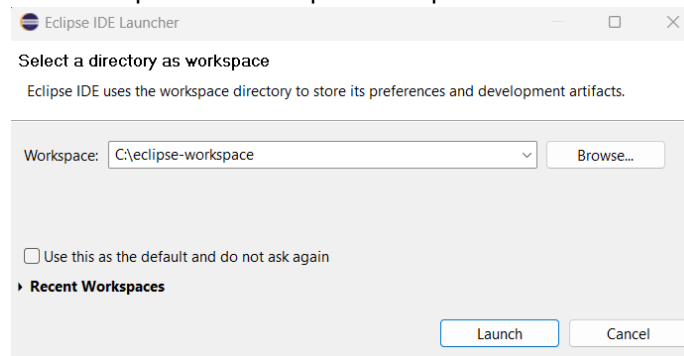 Eclipse IDE Launcher
Select a directory as workspace
Eclipse IDE uses the workspace directory to store its preferences and development artifacts.
Workspace: C:\eclipse-workspace Browse...
Use this as the default and do not ask again
Recent Workspaces
Launch Cancel